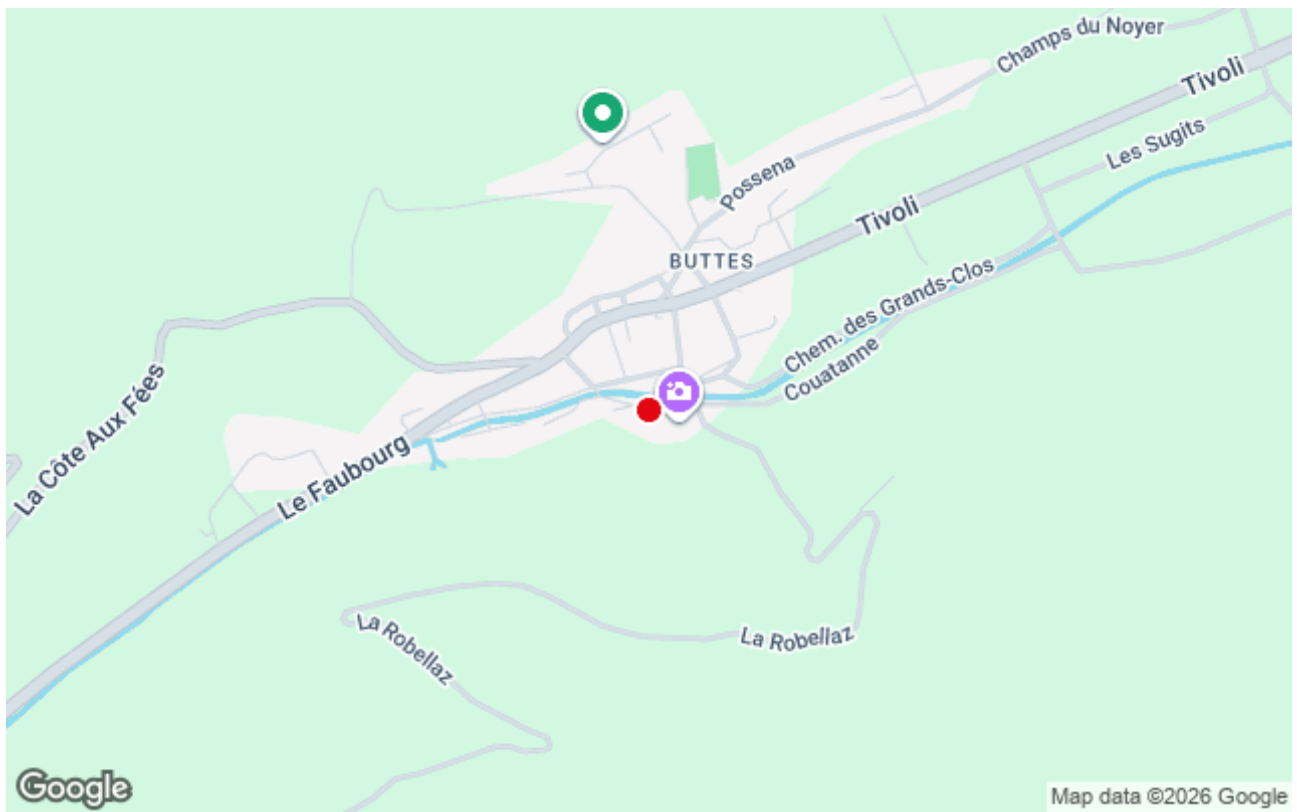 Champs du Noyer
Tivoli
Les Sugits
Possena
Tivoli
BUTTES
Chem. des Grands-Clos
Couatanne
La Côte Aux Fées
Le Faubourg
La Robellaz
La Robellaz
Google
Map data ©2026 Google